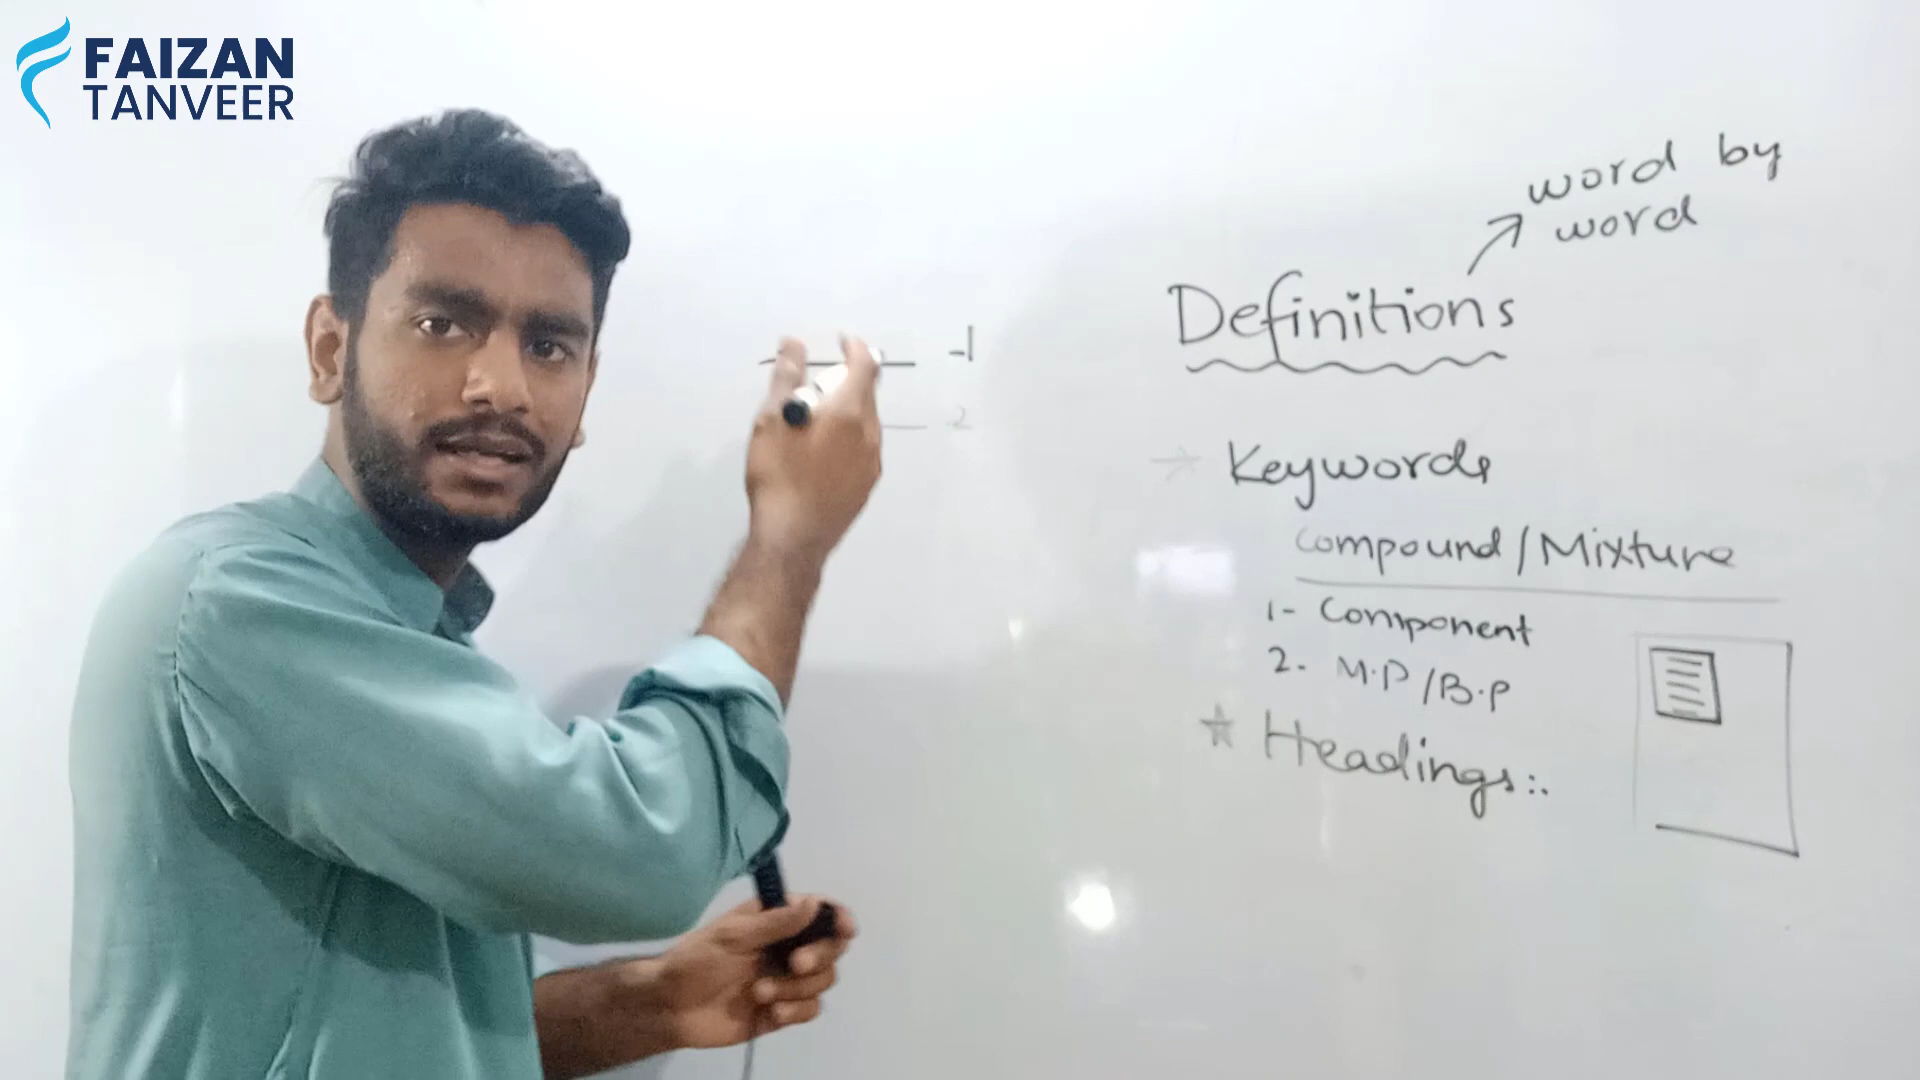 FAIZAN
TANVEER
word by
word
Definitions
-1
2
→ Keywords
Compound / Mixture
1- Component
2. M.P / B.P
★ Headings:.